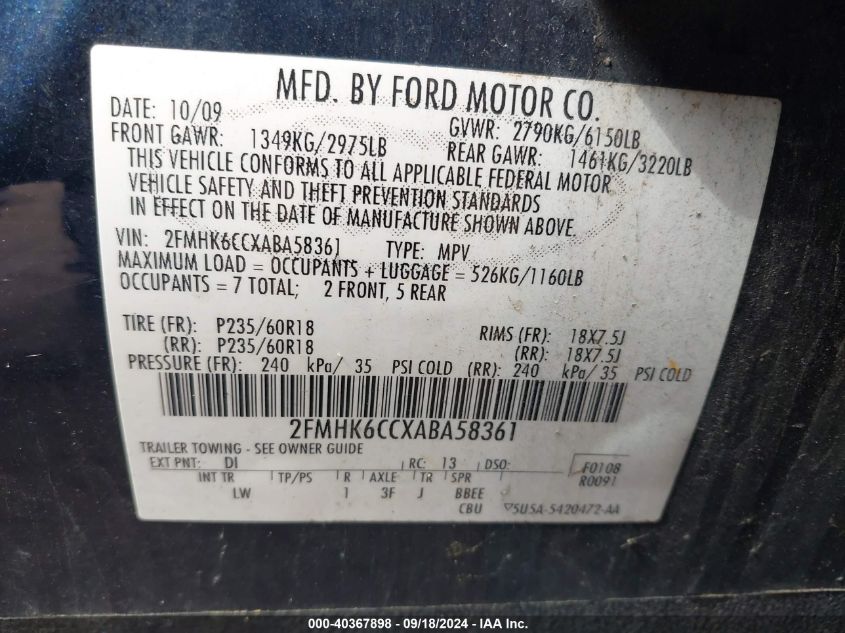 MFD. BY FORD MOTOR CO.
DATE: 10/09 GVWR: 2790KG/6150LB
FRONT GAWR: 1349KG/2975LB REAR GAWR: 1461KG/3220LB
THIS VEHICLE CONFORMS TO ALL APPLICABLE FEDERAL MOTOR
VEHICLE SAFETY AND THEFT PREVENTION STANDARDS
IN EFFECT ON THE DATE OF MANUFACTURE SHOWN ABOVE.
VIN: 2FMHK6CCXABA58361 TYPE: MPV
MAXIMUM LOAD = OCCUPANTS + LUGGAGE = 526KG/1160LB
OCCUPANTS = 7 TOTAL; 2 FRONT, 5 REAR
TIRE (FR): P235/60R18 RIMS (FR): 18X7.5J
(RR): P235/60R18 (RR): 18X7.5J
PRESSURE (FR): 240 kPa/ 35 PSI COLD (RR): 240 kPa/ 35 PSI COLD
2FMHK6CCXABA58361
TRAILER TOWING - SEE OWNER GUIDE
EXT PNT: DI RC: 13 DSO: F0108
INT TR TP/PS R AXLE TR SPR R0091
LW 1 3F J BBEE
CBU 5U5A-5420472-AA
000-40367898 - 09/18/2024 - WWW.IAAI.COM